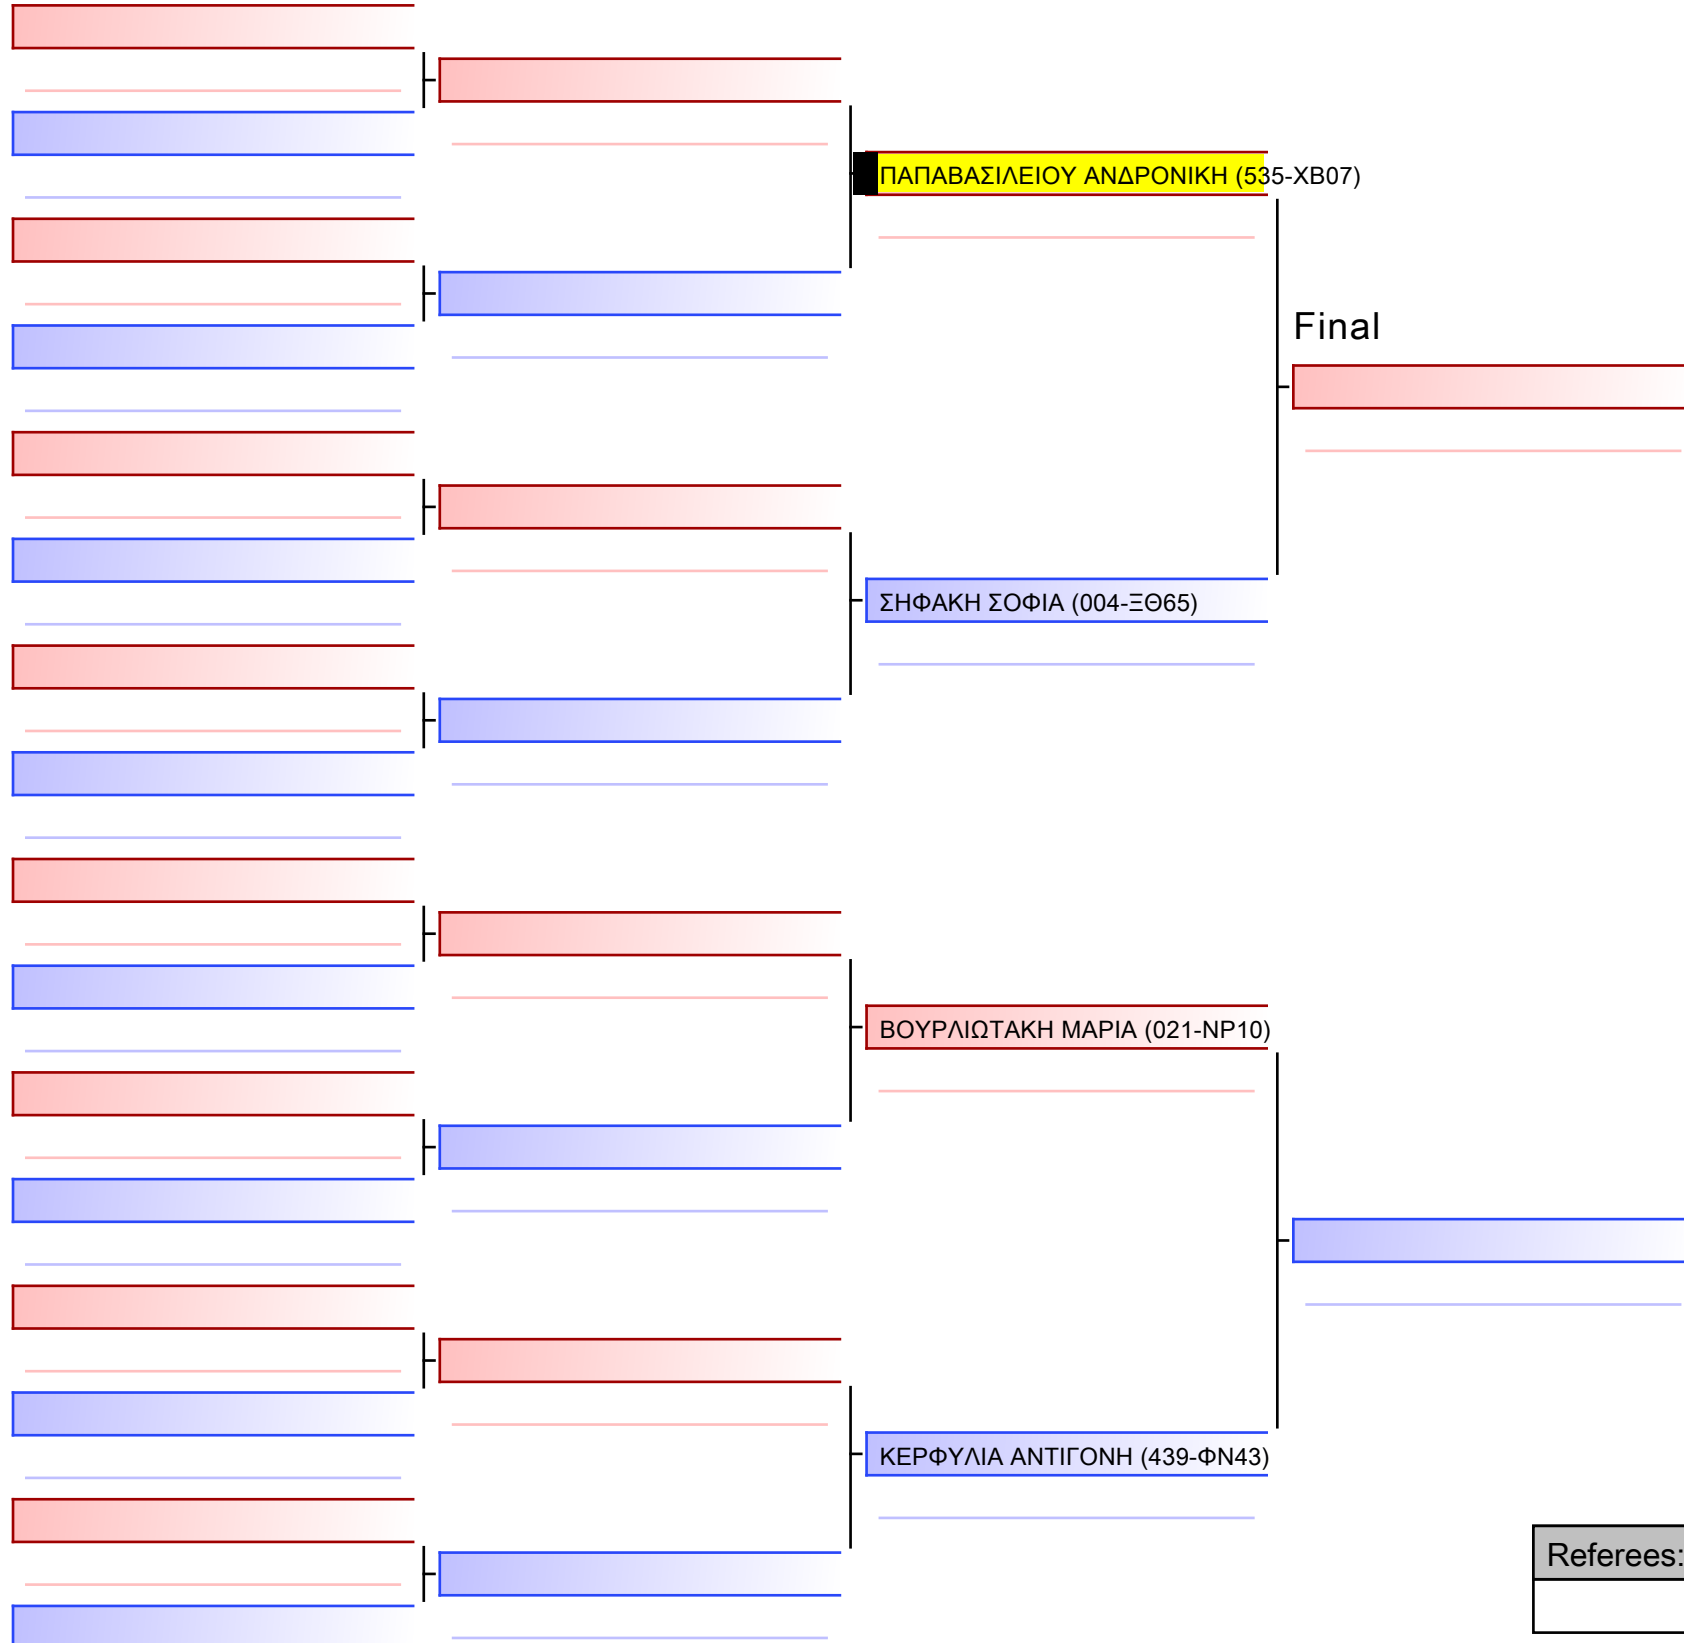 ΠΑΠΑΒΑΣΙΛΕΙΟΥ ΑΝΔΡΟΝΙΚΗ (535-ΧΒ07)
Final
ΣΗΦΑΚΗ ΣΟΦΙΑ (004-ΞΘ65)
ΒΟΥΡΛΙΩΤΑΚΗ ΜΑΡΙΑ (021-ΝΡ10)
ΚΕΡΦΥΛΙΑ ΑΝΤΙΓΟΝΗ (439-ΦΝ43)
Referees: